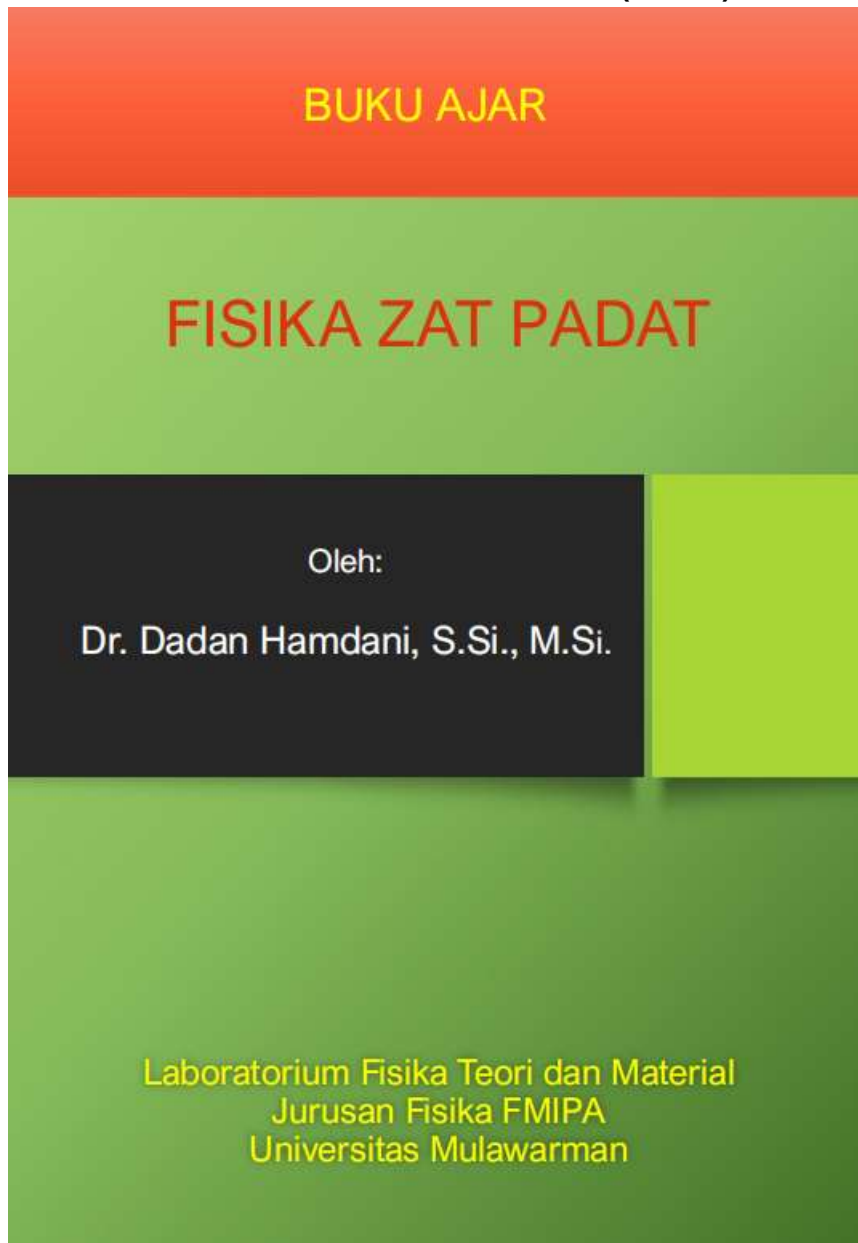 BUKU AJAR
FISIKA ZAT PADAT
Oleh:
Dr. Dadan Hamdani, S.Si., M.Si.
Laboratorium Fisika Teori dan Material
Jurusan Fisika FMIPA
Universitas Mulawarman